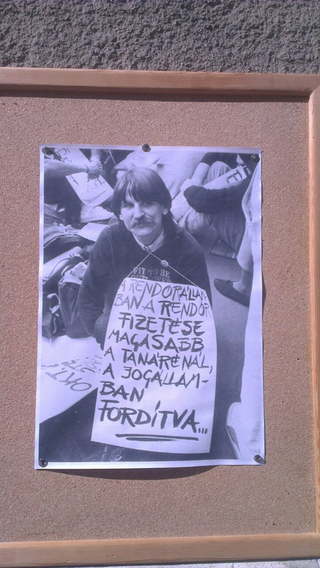 A RENDŐRÁLLAM-
BAN A RENDŐR
FIZETÉSE
MAGASABB
A TANÁRÉNÁL,
A JOGÁLLAM-
BAN
FORDÍTVA...